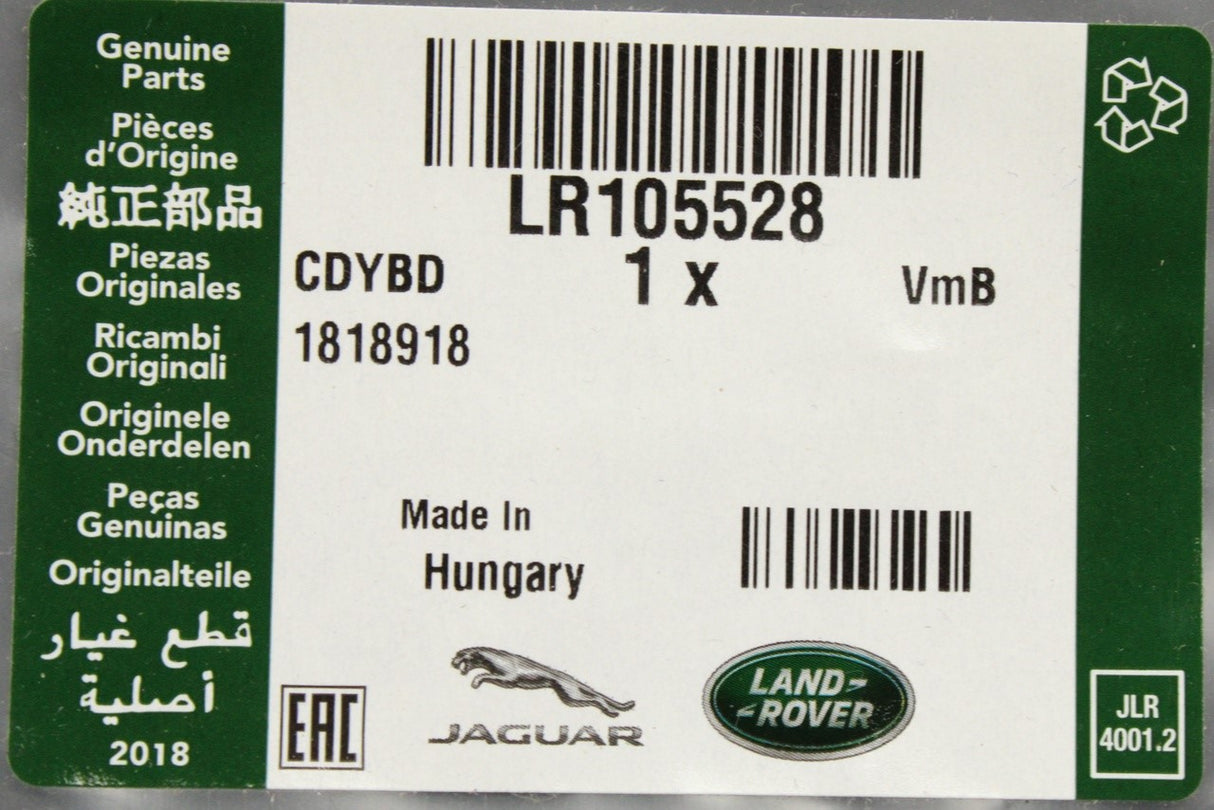 Genuine
Parts
Pièces
d'Origine
純正部品
Piezas
Originales
Ricambi
Originali
Originele
Onderdelen
Peças
Genuinas
Originalteile
قطع غيار
أصلية
2018
LR105528
CDYBD
1 x
VmB
1818918
Made In
Hungary
EAC
JAGUAR
LAND-
-ROVER
JLR
4001.2